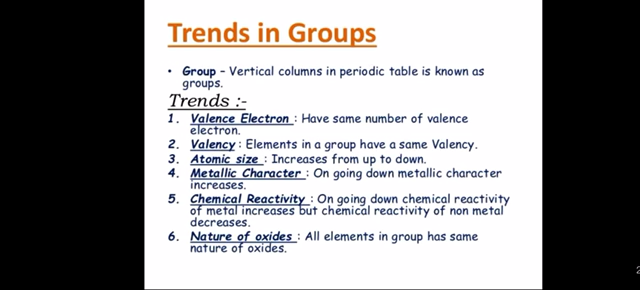 Trends in Groups
• Group – Vertical columns in periodic table is known as
groups.
Trends :-
1. Valence Electron : Have same number of valence
electron.
2. Valency : Elements in a group have a same Valency.
3. Atomic size : Increases from up to down.
4. Metallic Character : On going down metallic character
increases.
5. Chemical Reactivity : On going down chemical reactivity
of metal increases but chemical reactivity of non metal
decreases.
6. Nature of oxides : All elements in group has same
nature of oxides.